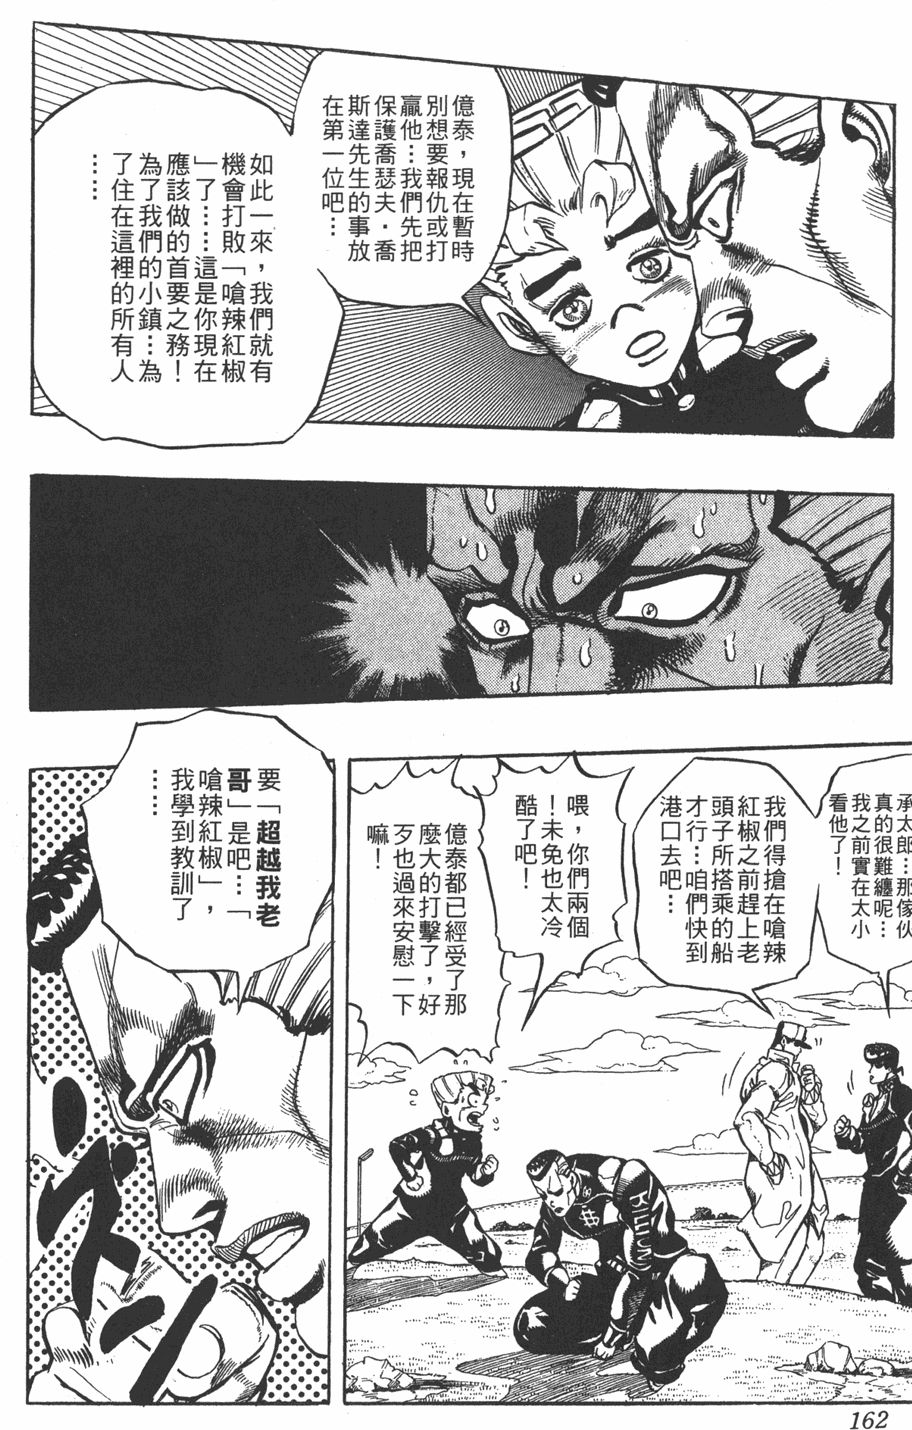 億泰，現在暫時
別想要報仇或打
贏他…我們先把
保護喬瑟夫·喬
斯達先生的事放
在第一位吧…
如此一來，我們就有
機會打敗「嗆辣紅椒
」了……這是你現在
應該做的首要之務！
為了我們的小鎮…為
了住在這裡的所有人
……
承太郎…那傢伙
真的很難纏呢…
我之前實在太小
看他了！
我們得搶在嗆辣
紅椒之前趕上老
頭子所搭乘的船
才行…咱們快到
港口去吧…
喂，你們兩個
！未免也太冷
酷了吧！
億泰都已經受了那
麼大的打擊了，好
歹也過來安慰一下
嘛！
KILL
$
要「超越我老
哥」是吧…「
嗆辣紅椒」，
我學到教訓了
……
162